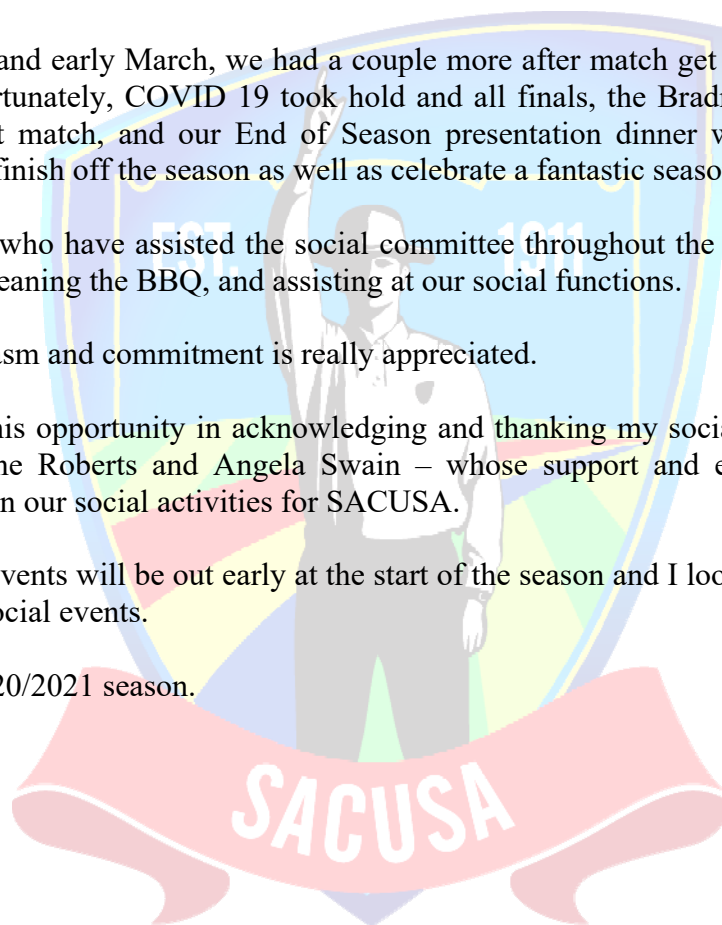 and early March, we had a couple more after match get
rtunately, COVID 19 took hold and all finals, the Brad
t match, and our End of Season presentation dinner w
finish off the season as well as celebrate a fantastic seaso
EST. 1911
who have assisted the social committee throughout the
eaning the BBQ, and assisting at our social functions.
asm and commitment is really appreciated.
his opportunity in acknowledging and thanking my socia
ne Roberts and Angela Swain – whose support and e
n our social activities for SACUSA.
vents will be out early at the start of the season and I loo
ocial events.
20/2021 season.
SACUSA